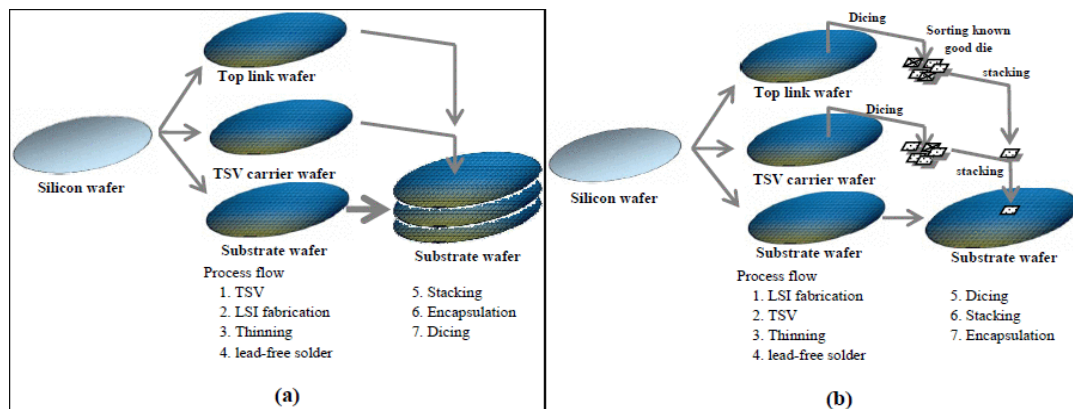 Top link wafer
Silicon wafer
TSV carrier wafer
Substrate wafer
Substrate wafer
Process flow
1. TSV
2. LSI fabrication
3. Thinning
4. lead-free solder
5. Stacking
6. Encapsulation
7. Dicing
(a)
Dicing
Sorting known
good die
stacking
Top link wafer
Dicing
Silicon wafer
TSV carrier wafer
stacking
Substrate wafer
Substrate wafer
Process flow
1. LSI fabrication
2. TSV
3. Thinning
4. lead-free solder
5. Dicing
6. Stacking
7. Encapsulation
(b)